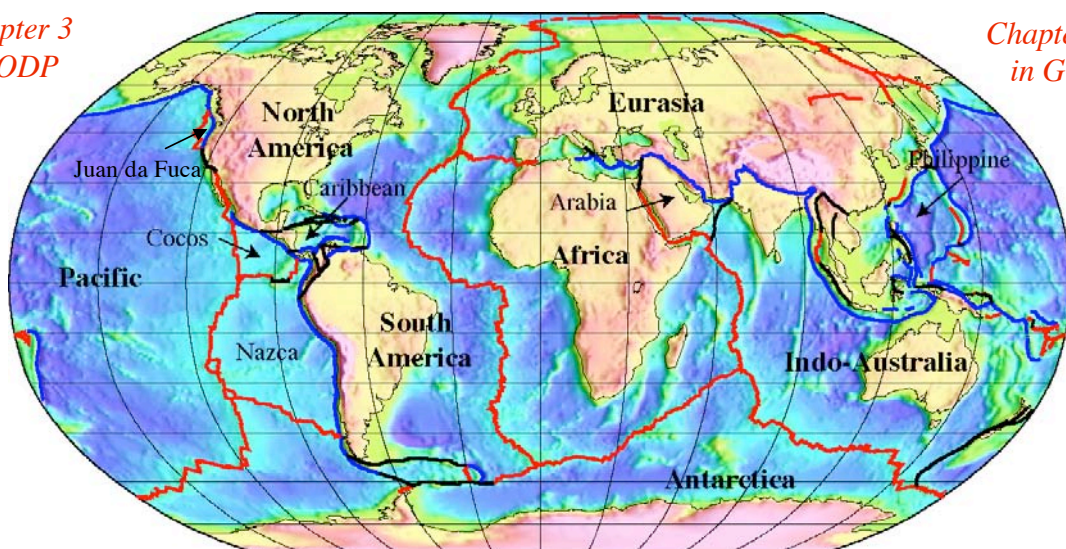 pter 3
ODP
Chapte
in G
North
America
Eurasia
Juan da Fuca
Caribbean
Philippine
Arabia
Cocos
Africa
Pacific
South
America
Nazca
Indo-Australia
Antarctica